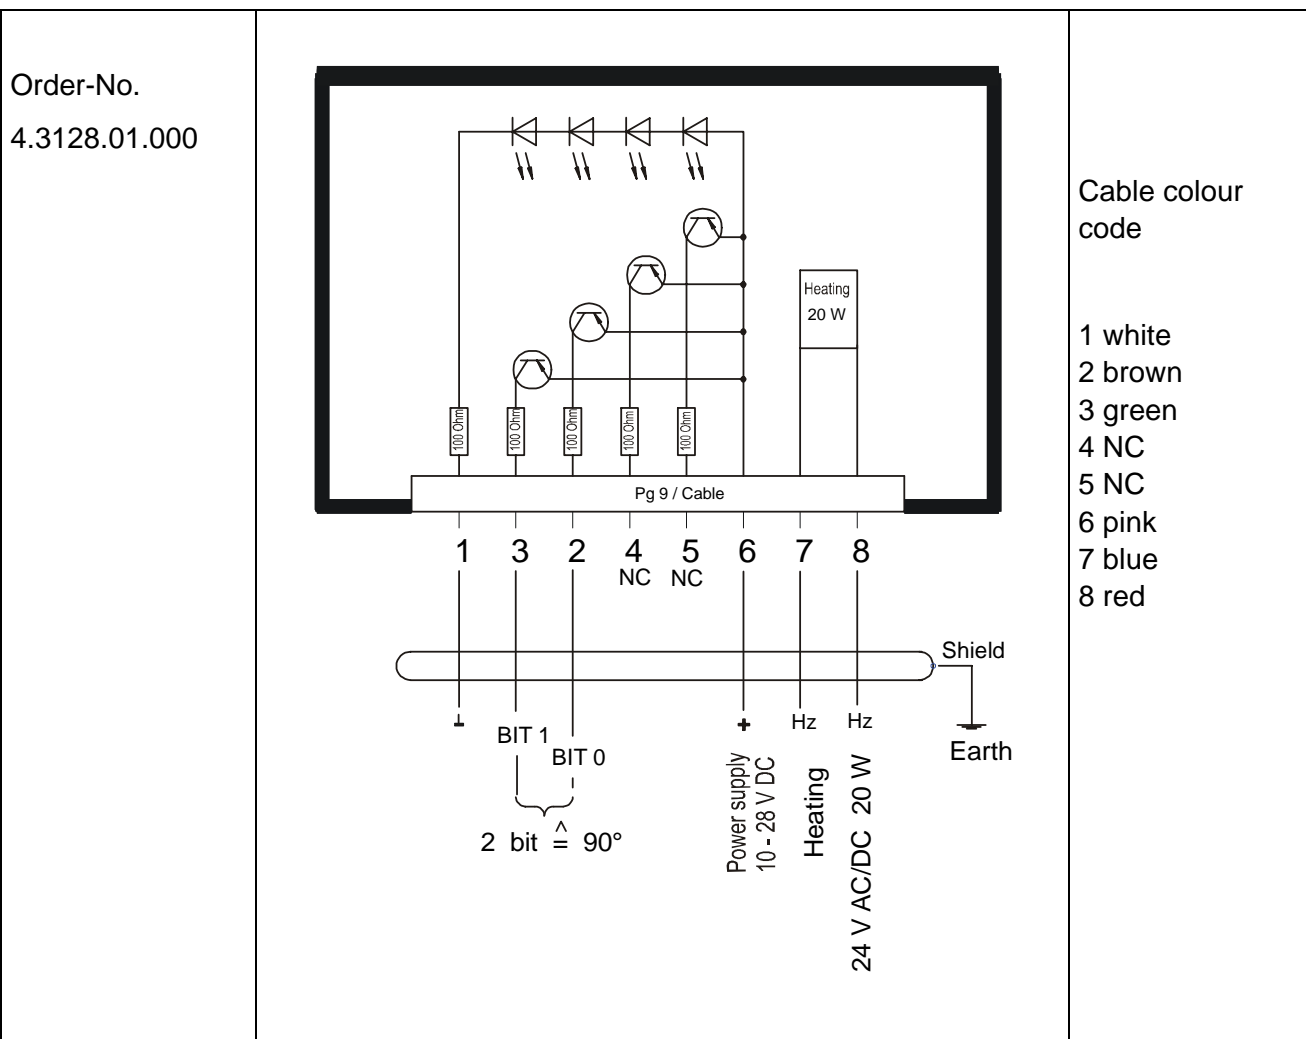 Order-No.
4.3128.01.000
Heating
20 W
100 Ohm
100 Ohm
100 Ohm
100 Ohm
100 Ohm
Pg 9 / Cable
1 3 2 4 5 6 7 8
NC NC
Shield
Earth
⊥
+
Hz Hz
BIT 1
BIT 0
2 bit ≙ 90°
Power supply
10 - 28 V DC
Heating
24 V AC/DC 20 W
Cable colour
code
1 white
2 brown
3 green
4 NC
5 NC
6 pink
7 blue
8 red